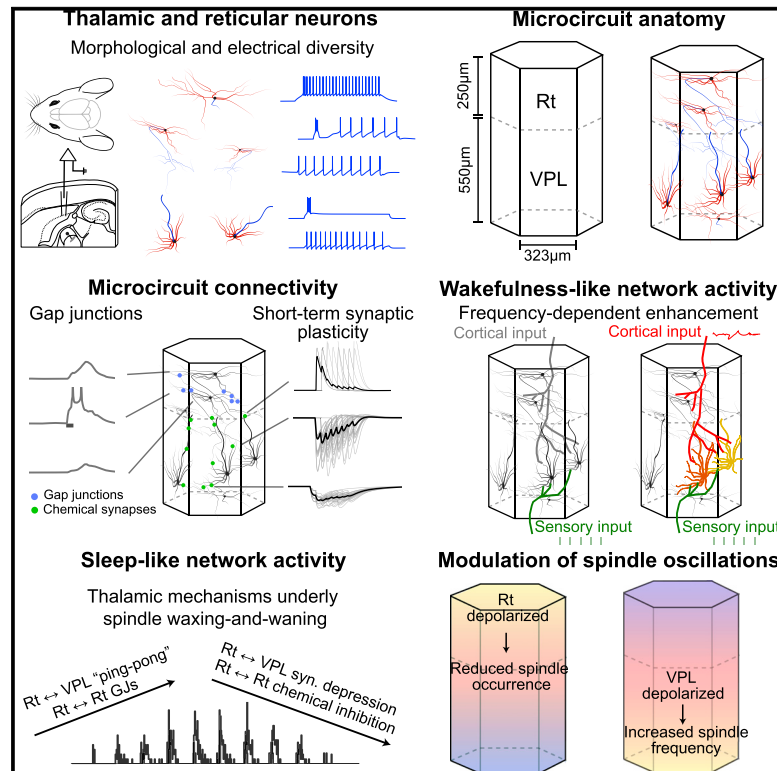 Thalamic and reticular neurons
Morphological and electrical diversity
Microcircuit anatomy
250µm
550µm
Rt
VPL
323µm
Microcircuit connectivity
Gap junctions
Short-term synaptic
plasticity
Gap junctions
Chemical synapses
Wakefulness-like network activity
Frequency-dependent enhancement
Cortical input
Cortical input
Sensory input
Sensory input
Sleep-like network activity
Thalamic mechanisms underly
spindle waxing-and-waning
Rt ↔ VPL “ping-pong”
Rt ↔ Rt GJs
Rt ↔ VPL syn. depression
Rt ↔ Rt chemical inhibition
Modulation of spindle oscillations
Rt
depolarized
Reduced spindle
occurrence
VPL
depolarized
Increased spindle
frequency